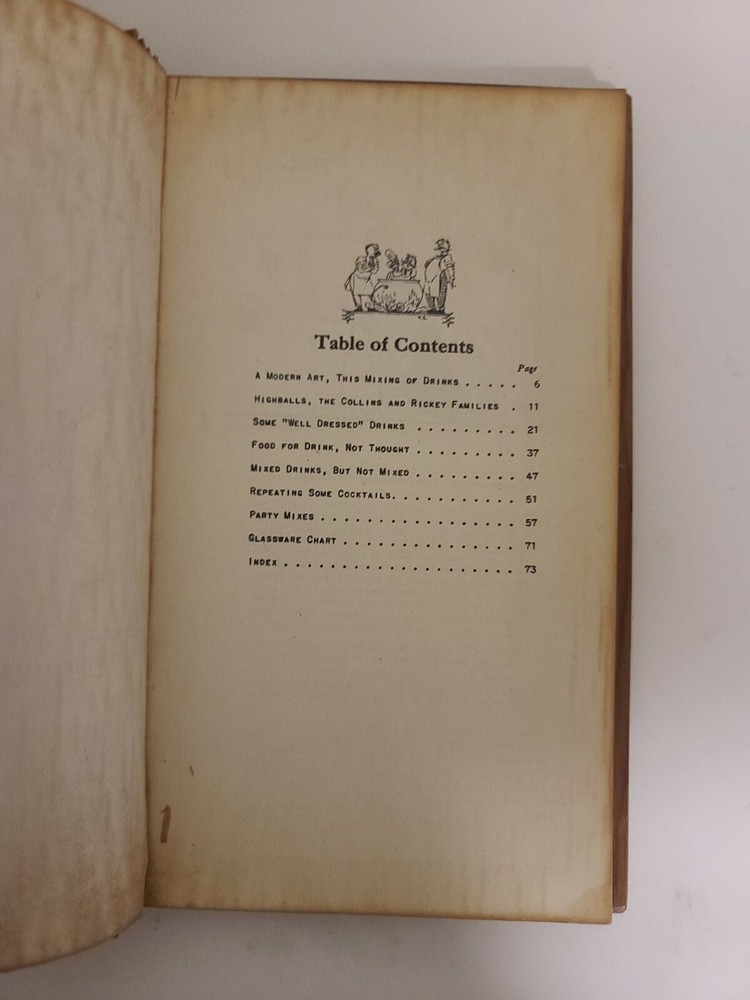 Table of Contents
Page
A Modern Art, This Mixing of Drinks . . . . . 6
Highballs, the Collins and Rickey Families . 11
Some "Well Dressed" Drinks . . . . . . . . . 21
Food for Drink, Not Thought . . . . . . . . . 37
Mixed Drinks, But Not Mixed . . . . . . . . . 47
Repeating Some Cocktails. . . . . . . . . . . 51
Party Mixes . . . . . . . . . . . . . . . . . 57
Glassware Chart . . . . . . . . . . . . . . . 71
Index . . . . . . . . . . . . . . . . . . . . 73